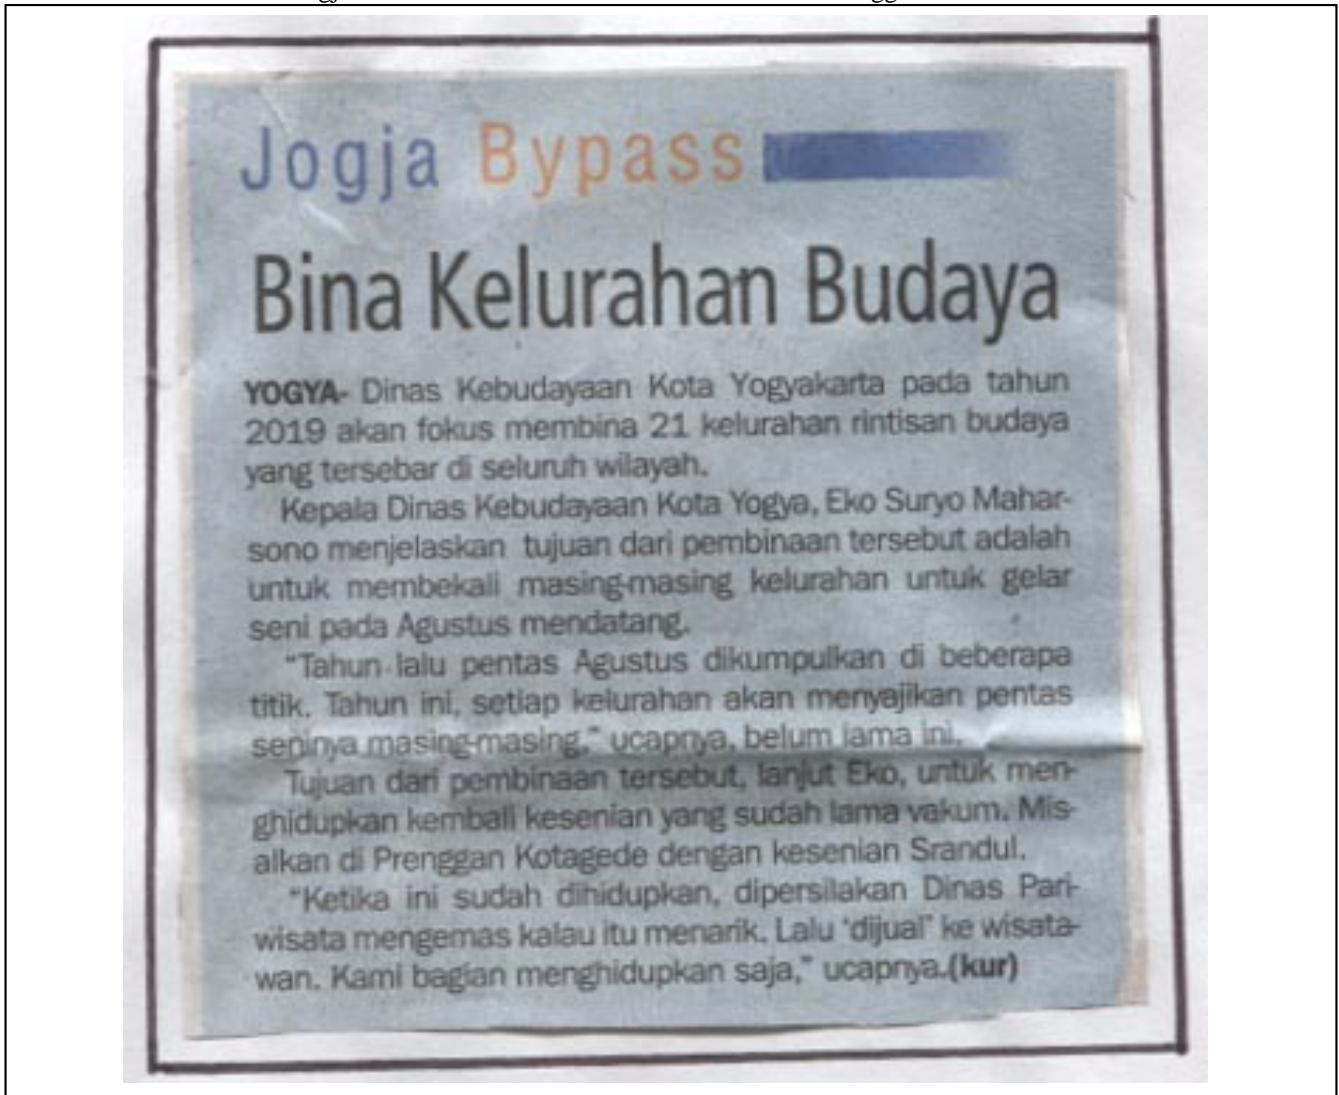 Jogja Bypass
Bina Kelurahan Budaya
YOGYA- Dinas Kebudayaan Kota Yogyakarta pada tahun
2019 akan fokus membina 21 kelurahan rintisan budaya
yang tersebar di seluruh wilayah.
Kepala Dinas Kebudayaan Kota Yogya, Eko Suryo Mahar-
sono menjelaskan tujuan dari pembinaan tersebut adalah
untuk membekali masing-masing kelurahan untuk gelar
seni pada Agustus mendatang.
"Tahun lalu pentas Agustus dikumpulkan di beberapa
titik. Tahun ini, setiap kelurahan akan menyajikan pentas
seninya masing-masing," ucapnya, belum lama ini.
Tujuan dari pembinaan tersebut, lanjut Eko, untuk men-
ghidupkan kembali kesenian yang sudah lama vakum. Mis-
alkan di Prenggan Kotagede dengan kesenian Srandul.
"Ketika ini sudah dihidupkan, dipersilakan Dinas Pari-
wisata mengemas kalau itu menarik. Lalu 'dijual' ke wisata-
wan. Kami bagian menghidupkan saja," ucapnya.(kur)